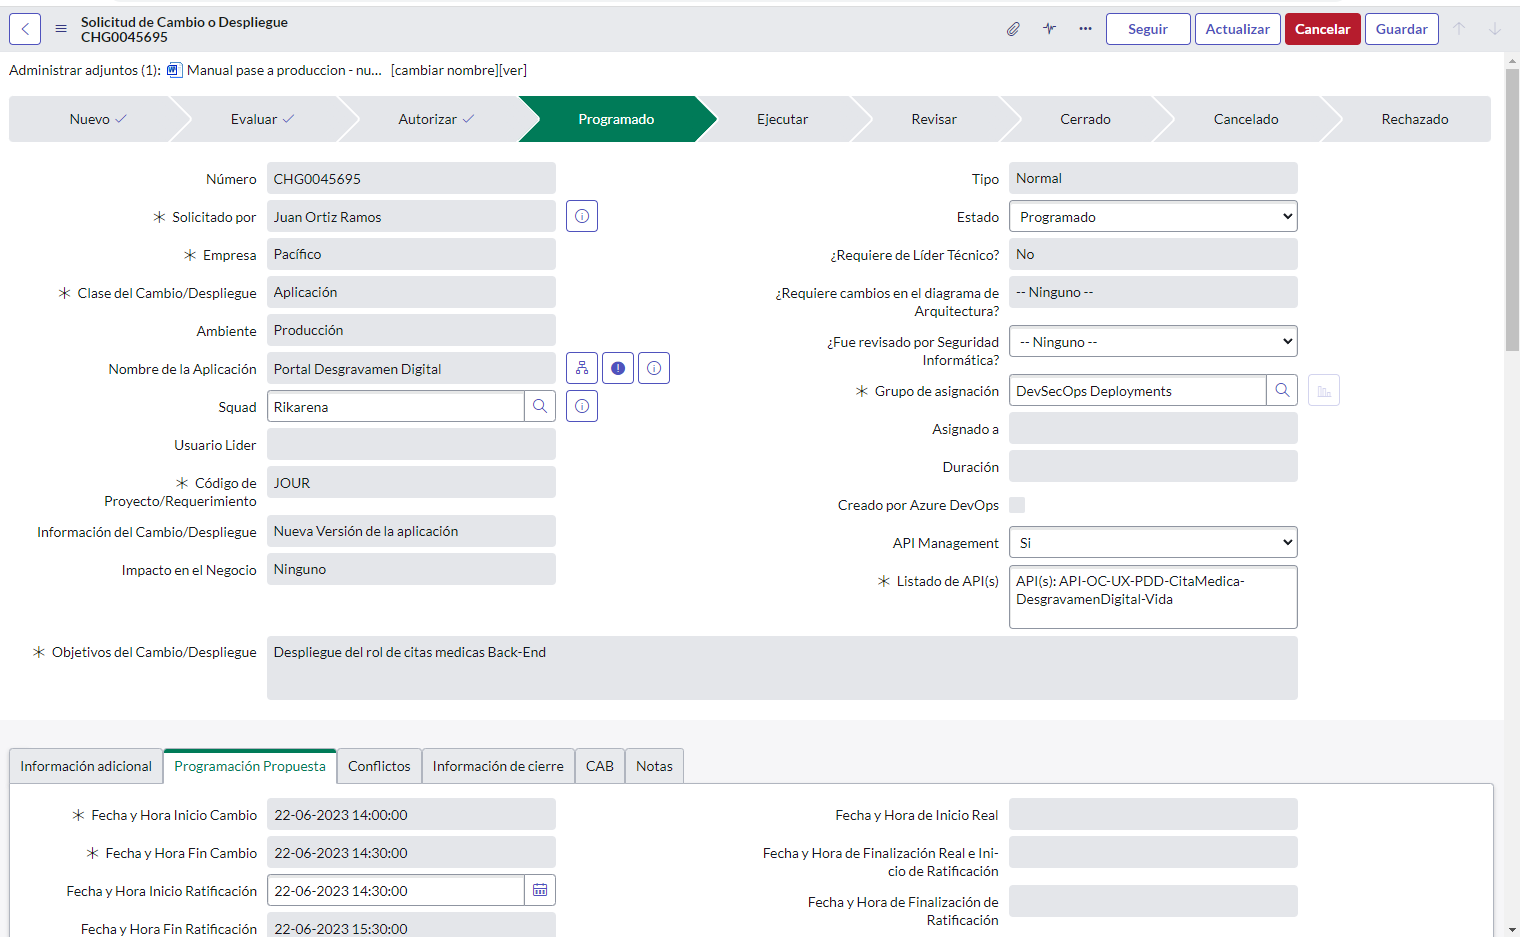 Solicitud de Cambio o Despliegue
CHG0045695
Seguir
Actualizar
Cancelar
Guardar
Administrar adjuntos (1): Manual pase a produccion - nu... [cambiar nombre][ver]
Nuevo
Evaluar
Autorizar
Programado
Ejecutar
Revisar
Cerrado
Cancelado
Rechazado
Número CHG0045695
Solicitado por Juan Ortiz Ramos
Empresa Pacífico
Clase del Cambio/Despliegue Aplicación
Ambiente Producción
Nombre de la Aplicación Portal Desgravamen Digital
Squad Rikarena
Usuario Lider
Código de
Proyecto/Requerimiento
JOUR
Información del Cambio/Despliegue Nueva Versión de la aplicación
Impacto en el Negocio Ninguno
Tipo Normal
Estado Programado
¿Requiere de Líder Técnico? No
¿Requiere cambios en el diagrama de
Arquitectura?
-- Ninguno --
¿Fue revisado por Seguridad
Informática?
-- Ninguno --
Grupo de asignación DevSecOps Deployments
Asignado a
Duración
Creado por Azure DevOps
API Management Si
Listado de API(s) API(s): API-OC-UX-PDD-CitaMedica-
DesgravamenDigital-Vida
Objetivos del Cambio/Despliegue Despliegue del rol de citas medicas Back-End
Información adicional
Programación Propuesta
Conflictos
Información de cierre
CAB
Notas
Fecha y Hora Inicio Cambio 22-06-2023 14:00:00
Fecha y Hora Fin Cambio 22-06-2023 14:30:00
Fecha y Hora Inicio Ratificación 22-06-2023 14:30:00
Fecha y Hora Fin Ratificación 22-06-2023 15:30:00
Fecha y Hora de Inicio Real
Fecha y Hora de Finalización Real e Ini-
cio de Ratificación
Fecha y Hora de Finalización de
Ratificación